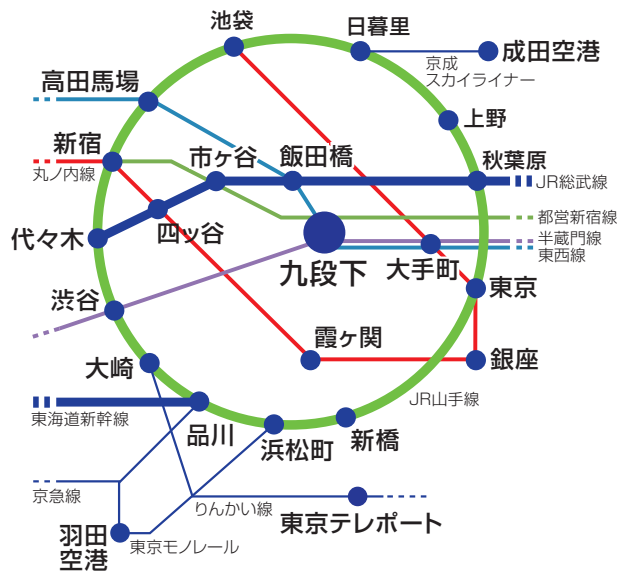 池袋
日暮里
成田空港
京成
スカイライナー
高田馬場
上野
新宿
市ヶ谷
飯田橋
秋葉原
丸ノ内線
JR総武線
四ッ谷
都営新宿線
代々木
半蔵門線
東西線
九段下
大手町
渋谷
東京
霞ヶ関
大崎
銀座
JR山手線
東海道新幹線
品川
浜松町
新橋
京急線
りんかい線
東京テレポート
羽田
空港
東京モノレール